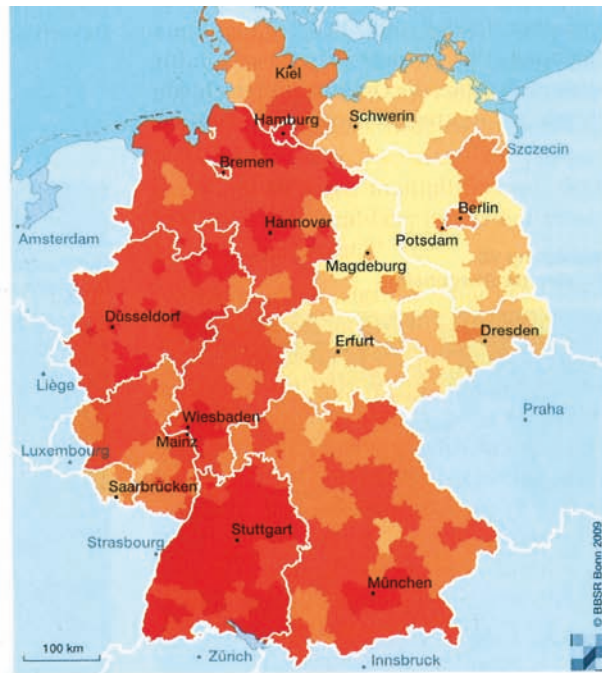 Kiel
Hamburg
Schwerin
Szczecin
Bremen
Amsterdam
Hannover
Berlin
Potsdam
Magdeburg
Düsseldorf
Erfurt
Dresden
Liège
Wiesbaden
Praha
Mainz
Luxembourg
Saarbrücken
Strasbourg
Stuttgart
München
© BBSR Bonn 2009
100 km
Zürich
Innsbruck